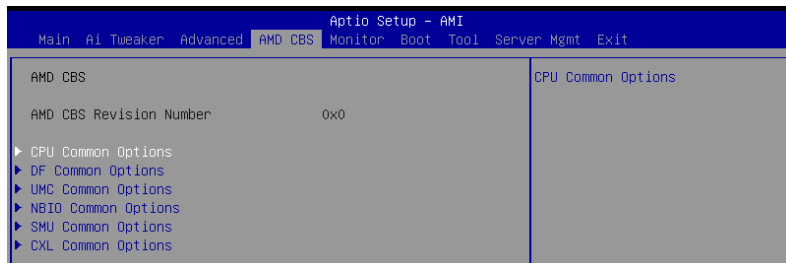 Aptio Setup - AMI
Main Ai Tweaker Advanced AMD CBS Monitor Boot Tool Server Mgmt Exit
AMD CBS
CPU Common Options
AMD CBS Revision Number 0x0
CPU Common Options
DF Common Options
UMC Common Options
NBIO Common Options
SMU Common Options
CXL Common Options